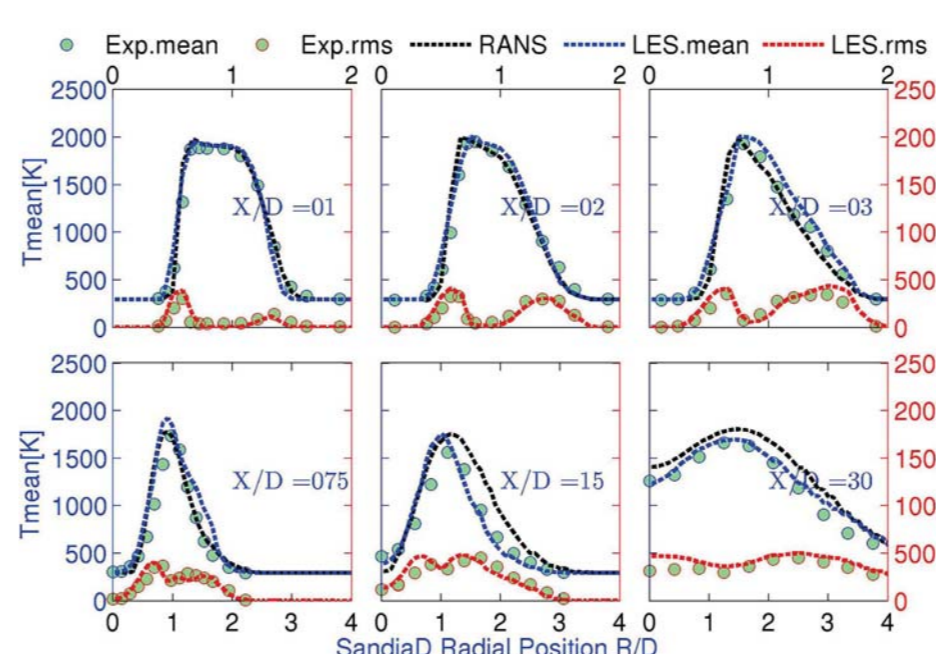 Exp.mean Exp.rms RANS LES.mean LES.rms
0 1 2 0 1 2 0 1 2
2500 250
2000 200
1500 150
1000 100
500 500
0 0
Tmean[K]
X/D =01 X/D =02 X/D =03
2500 250
2000 200
1500 150
1000 100
500 500
0 0
Tmean[K]
X/D =075 X/D =15 X/D =30
0 1 2 3 4 0 1 2 3 4 0 1 2 3 4
SandiaD Radial Position R/D